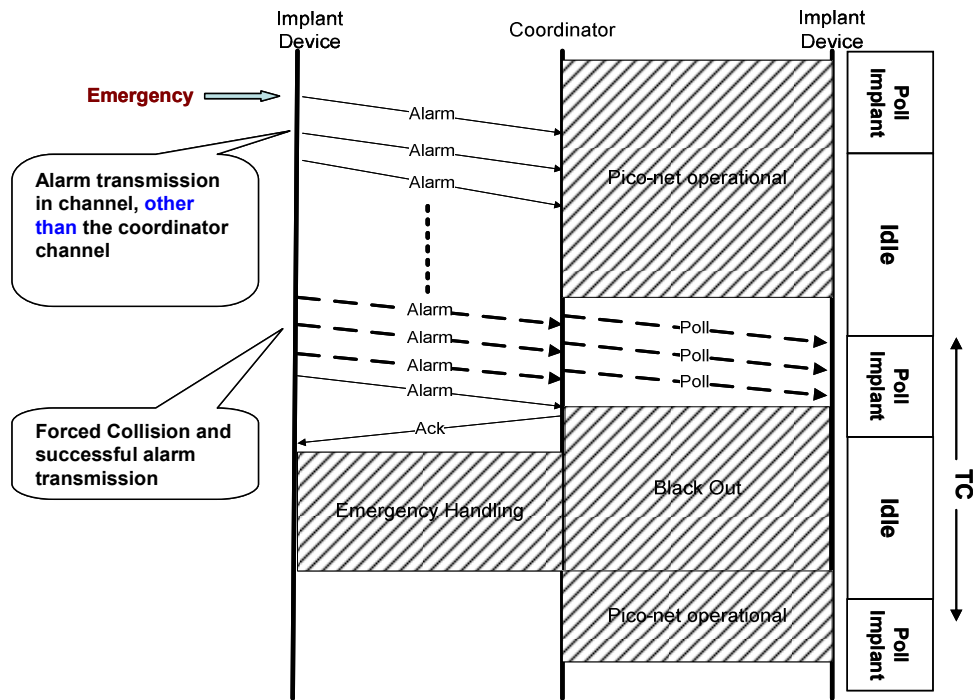 Implant
Device
Coordinator
Implant
Device
Emergency
Alarm
Alarm
Alarm
Alarm transmission
in channel, other
than the coordinator
channel
Pico-net operational
Poll
Implant
Idle
Alarm
Alarm
Alarm
Alarm
Poll
Poll
Poll
Poll
Implant
Ack
Forced Collision and
successful alarm
transmission
Emergency Handling
Black Out
Idle
TC
Pico-net operational
Poll
Implant